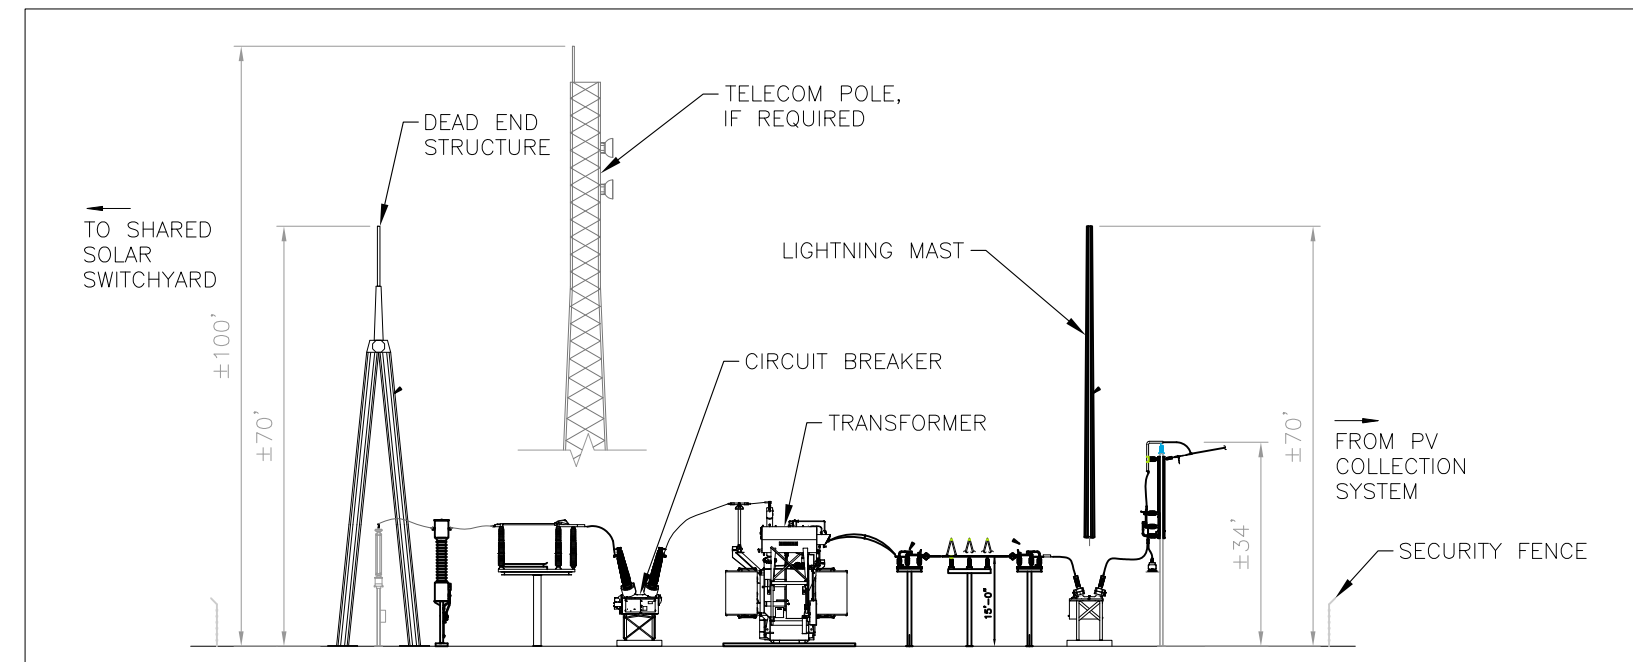 TELECOM POLE,
IF REQUIRED
DEAD END
STRUCTURE
TO SHARED
SOLAR
SWITCHYARD
LIGHTNING MAST
±100'
±70'
CIRCUIT BREAKER
TRANSFORMER
±70'
FROM PV
COLLECTION
SYSTEM
±34'
SECURITY FENCE
15'-0"